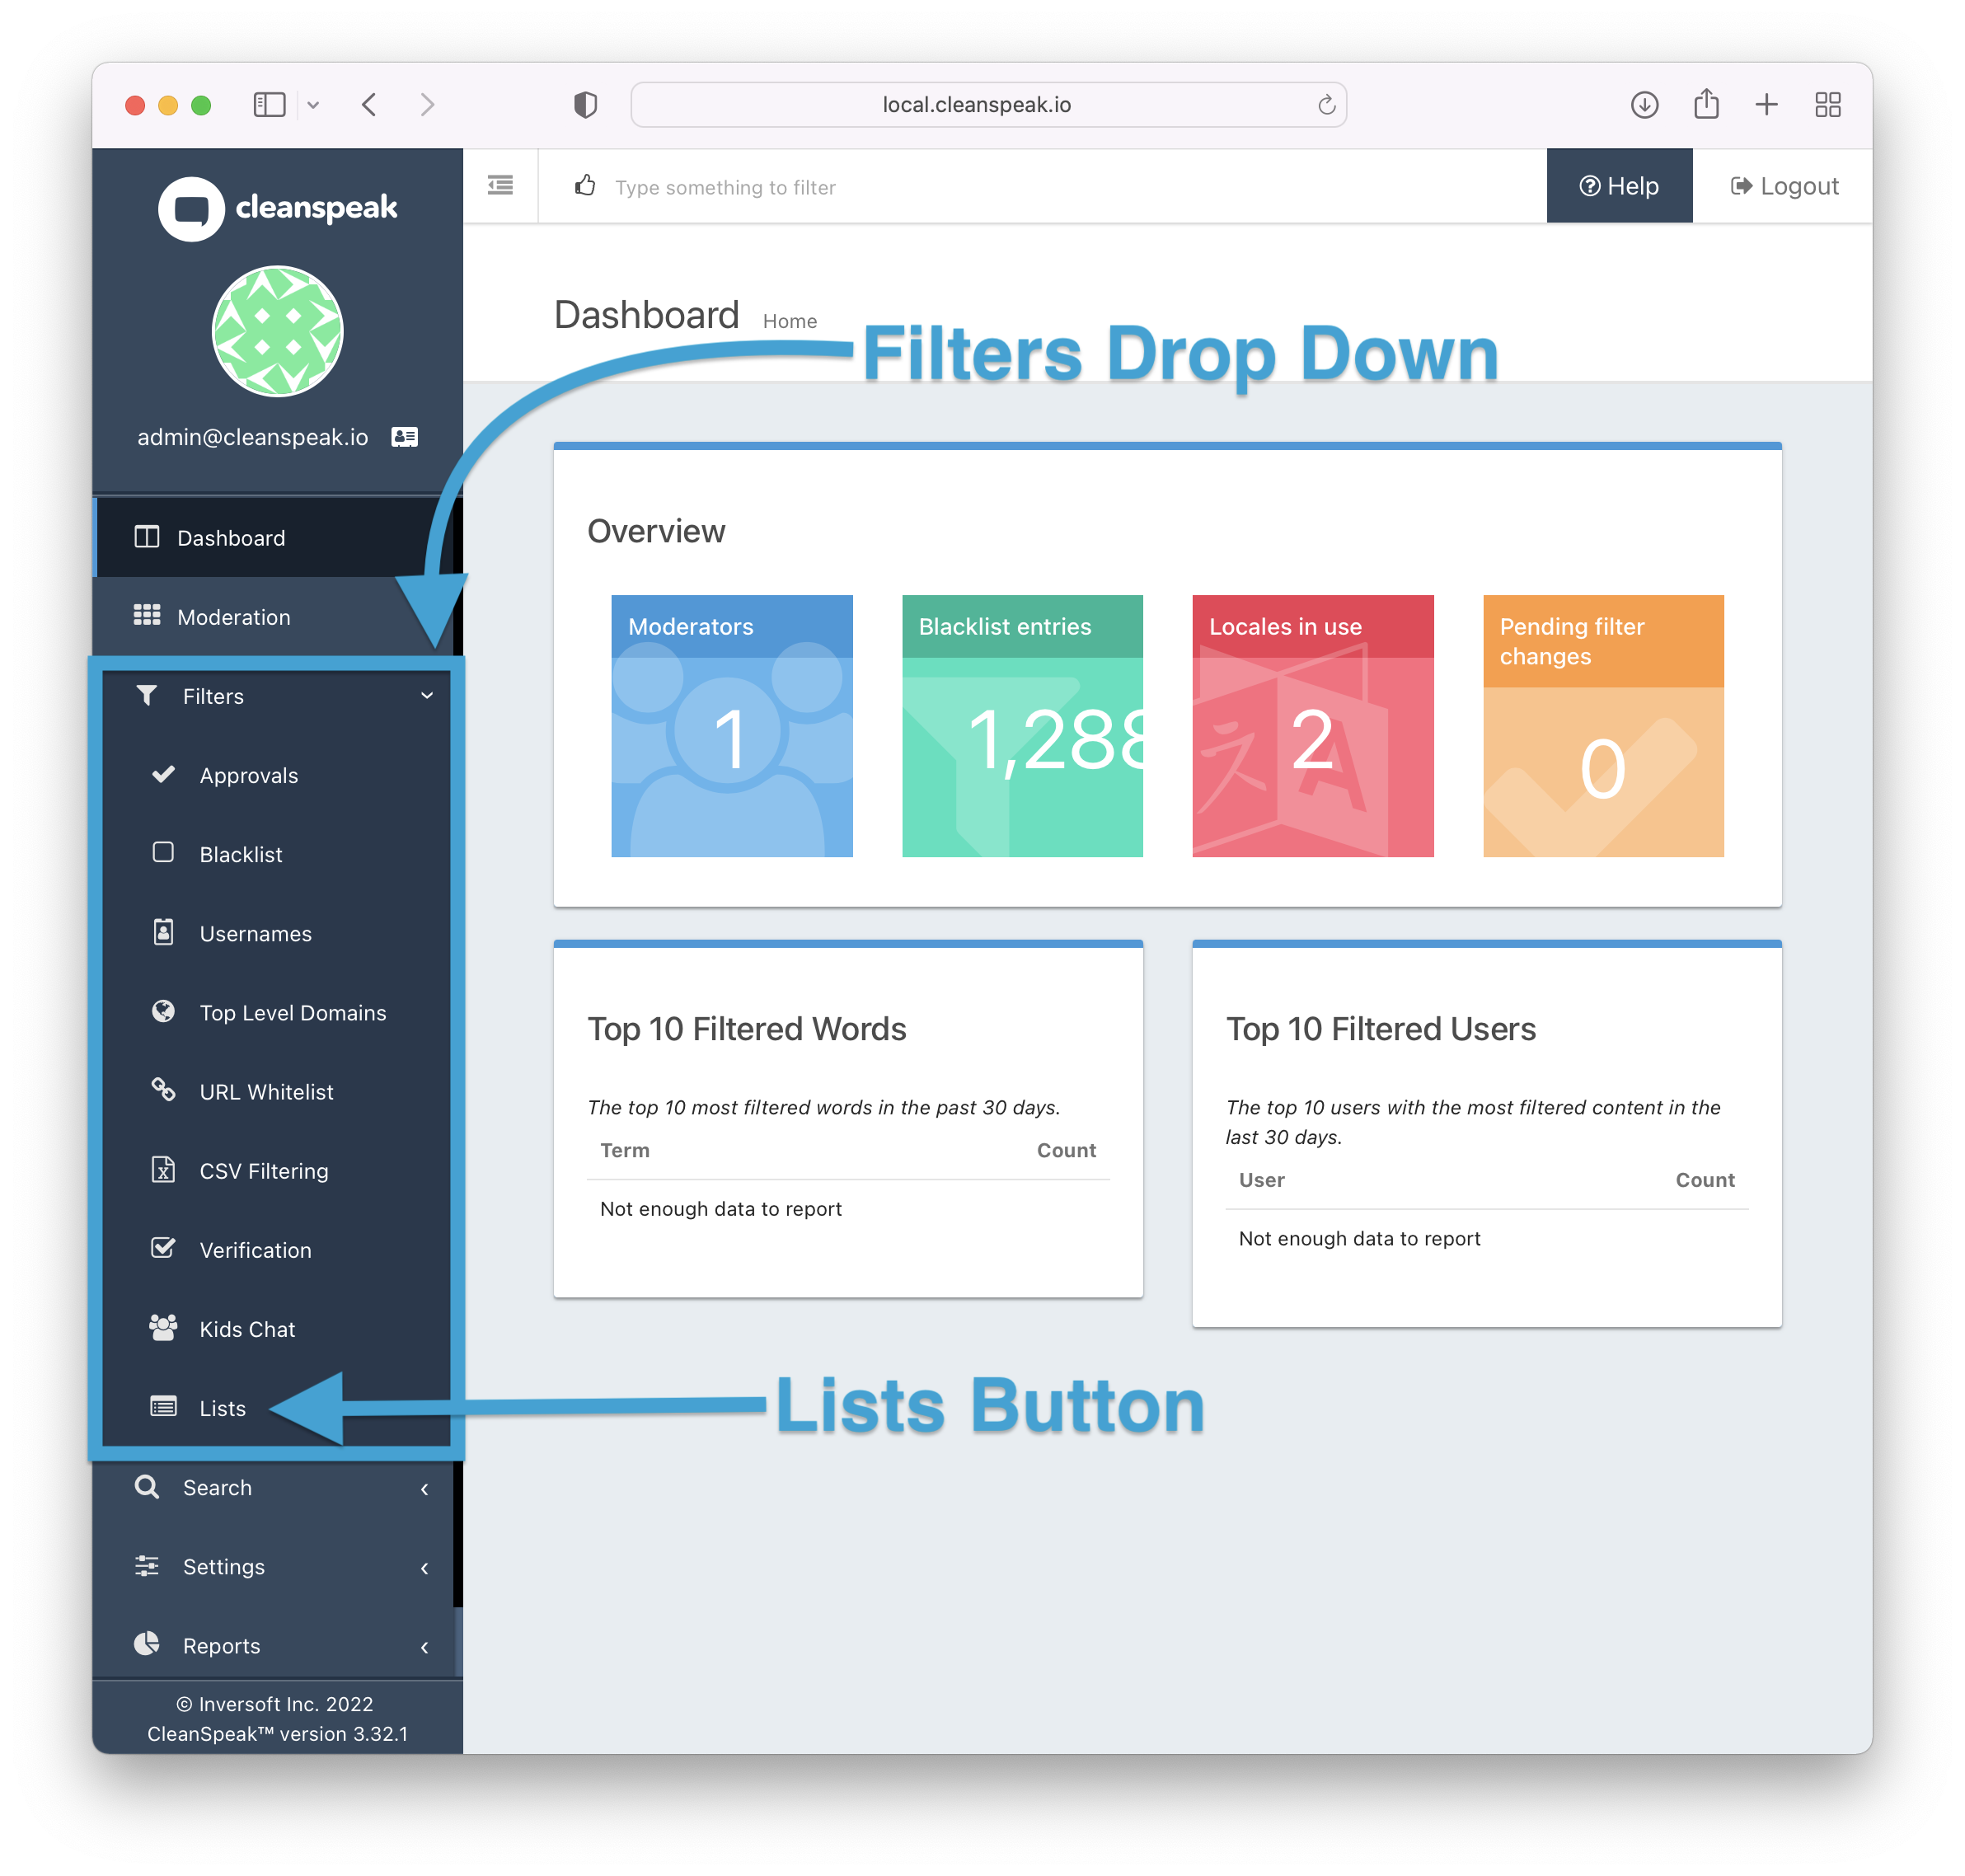 local.cleanspeak.io
cleanspeak
Type something to filter
Help
Logout
admin@cleanspeak.io
Dashboard Home
Filters Drop Down
Dashboard
Moderation
Filters
Approvals
Blacklist
Usernames
Top Level Domains
URL Whitelist
CSV Filtering
Verification
Kids Chat
Lists
Search
Settings
Reports
© Inversoft Inc. 2022
CleanSpeak™ version 3.32.1
Overview
Moderators
1
Blacklist entries
1,288
Locales in use
2
Pending filter
changes
0
Top 10 Filtered Words
The top 10 most filtered words in the past 30 days.
Term Count
Not enough data to report
Top 10 Filtered Users
The top 10 users with the most filtered content in the
last 30 days.
User Count
Not enough data to report
Lists Button